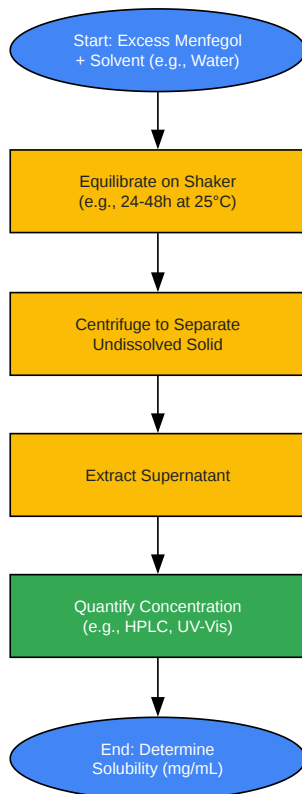 Start: Excess Menfegol
+ Solvent (e.g., Water)
Equilibrate on Shaker
(e.g., 24-48h at 25°C)
Centrifuge to Separate
Undissolved Solid
Extract Supernatant
Quantify Concentration
(e.g., HPLC, UV-Vis)
End: Determine
Solubility (mg/mL)